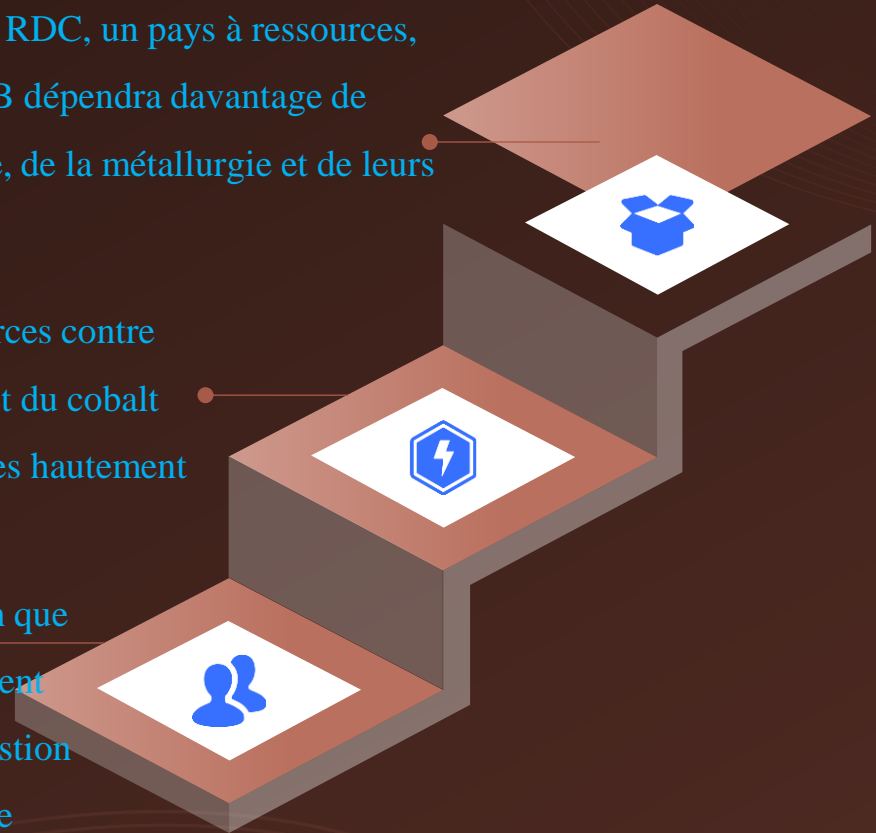 RDC, un pays à ressources,
B dépendra davantage de
, de la métallurgie et de leurs
rces contre
t du cobalt
es hautement
que
ent
stion
e